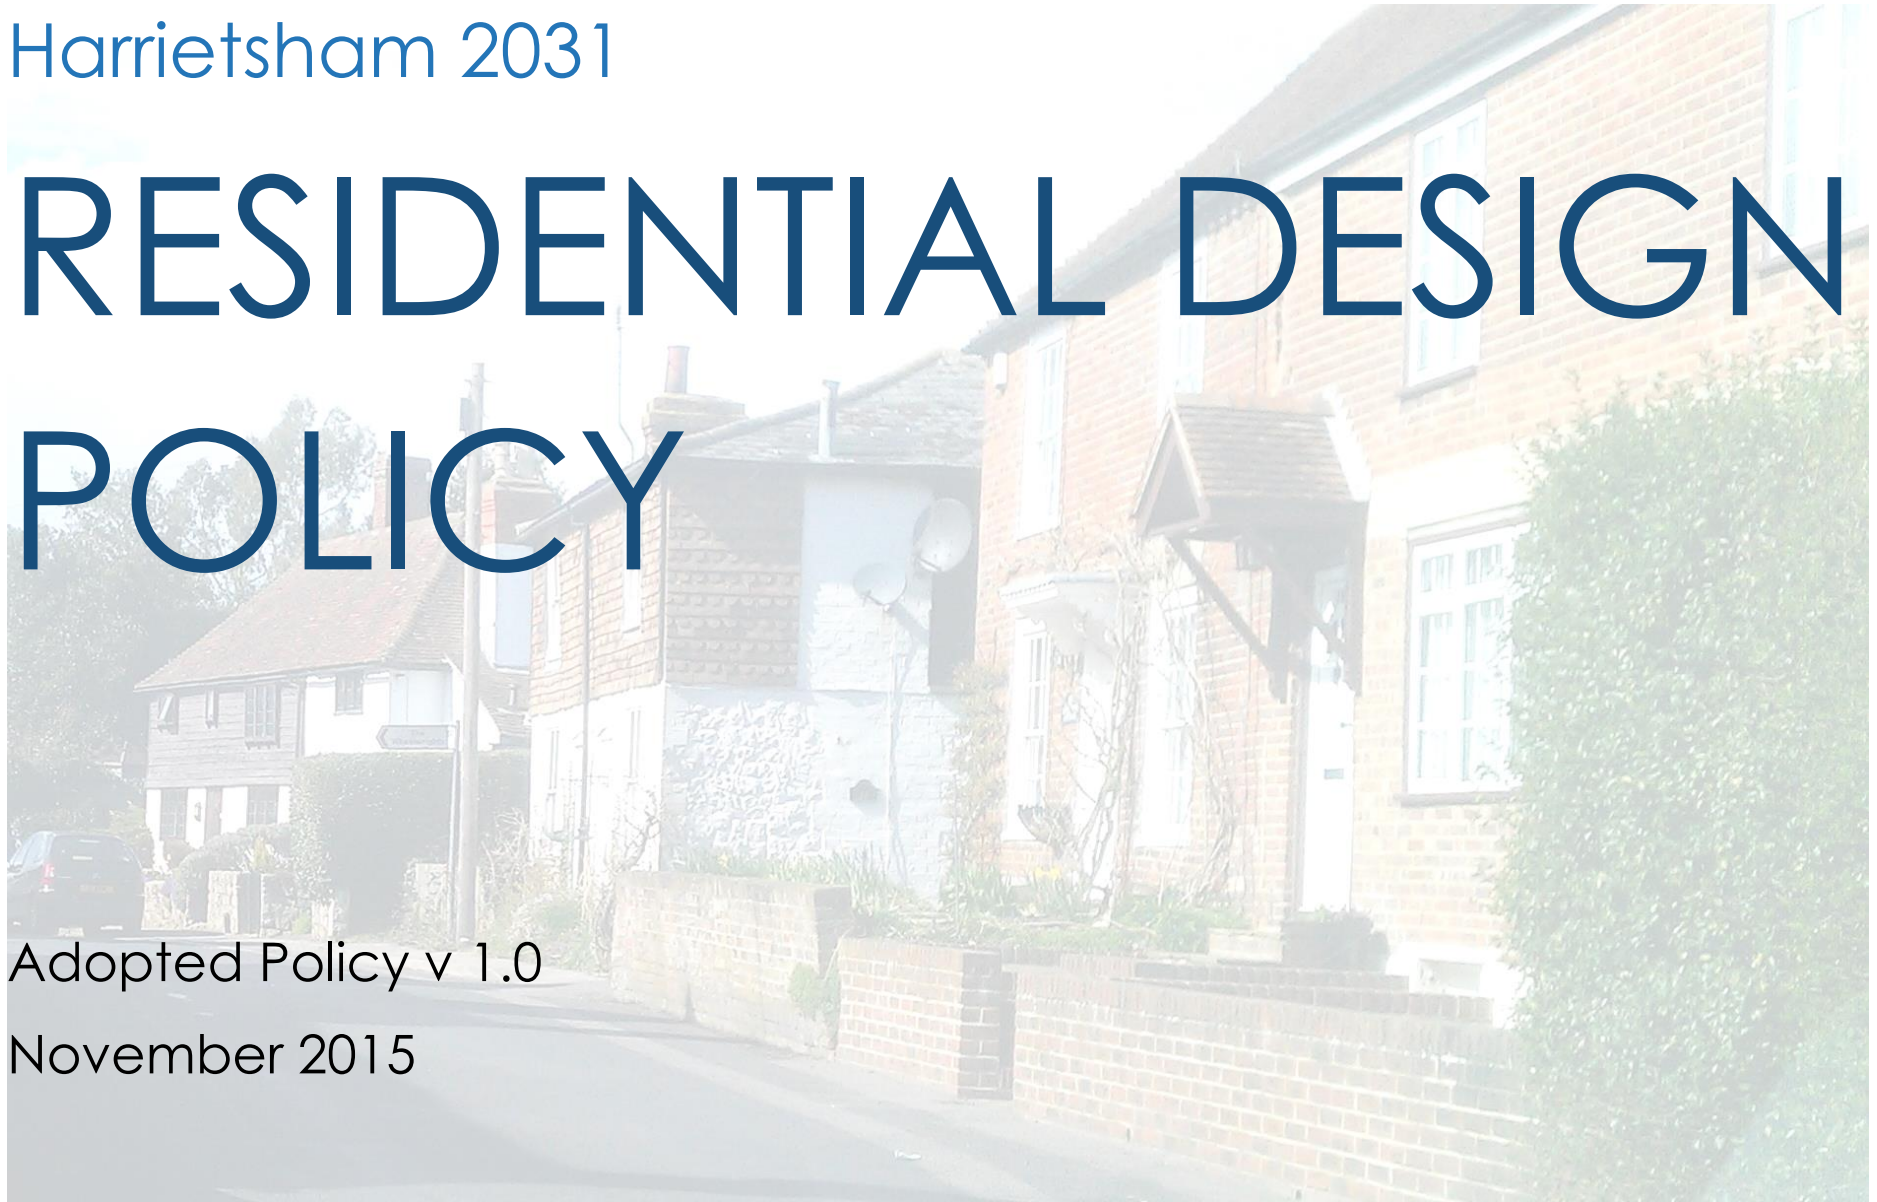 Harrietsham 2031
RESIDENTIAL DESIGN
POLICY
Adopted Policy v 1.0
November 2015